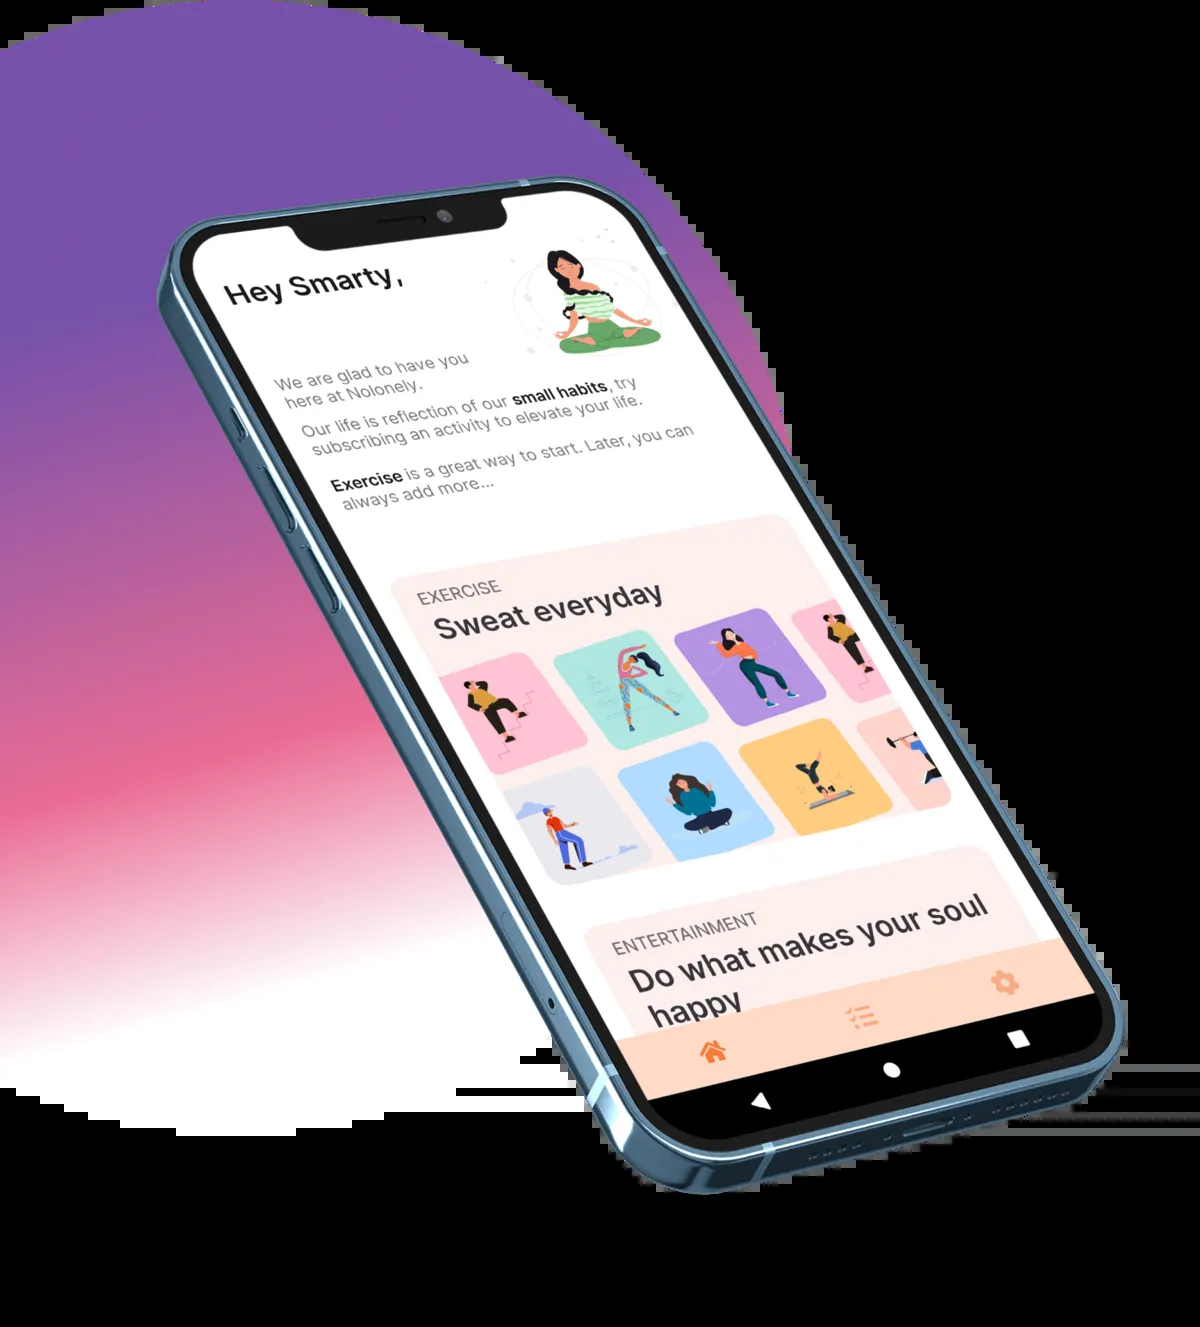 Hey Smarty,
We are glad to have you
here at Nolonely.
Our life is reflection of our small habits, try
subscribing an activity to elevate your life.
Exercise is a great way to start. Later, you can
always add more...
EXERCISE
Sweat everyday
ENTERTAINMENT
Do what makes your soul
happy